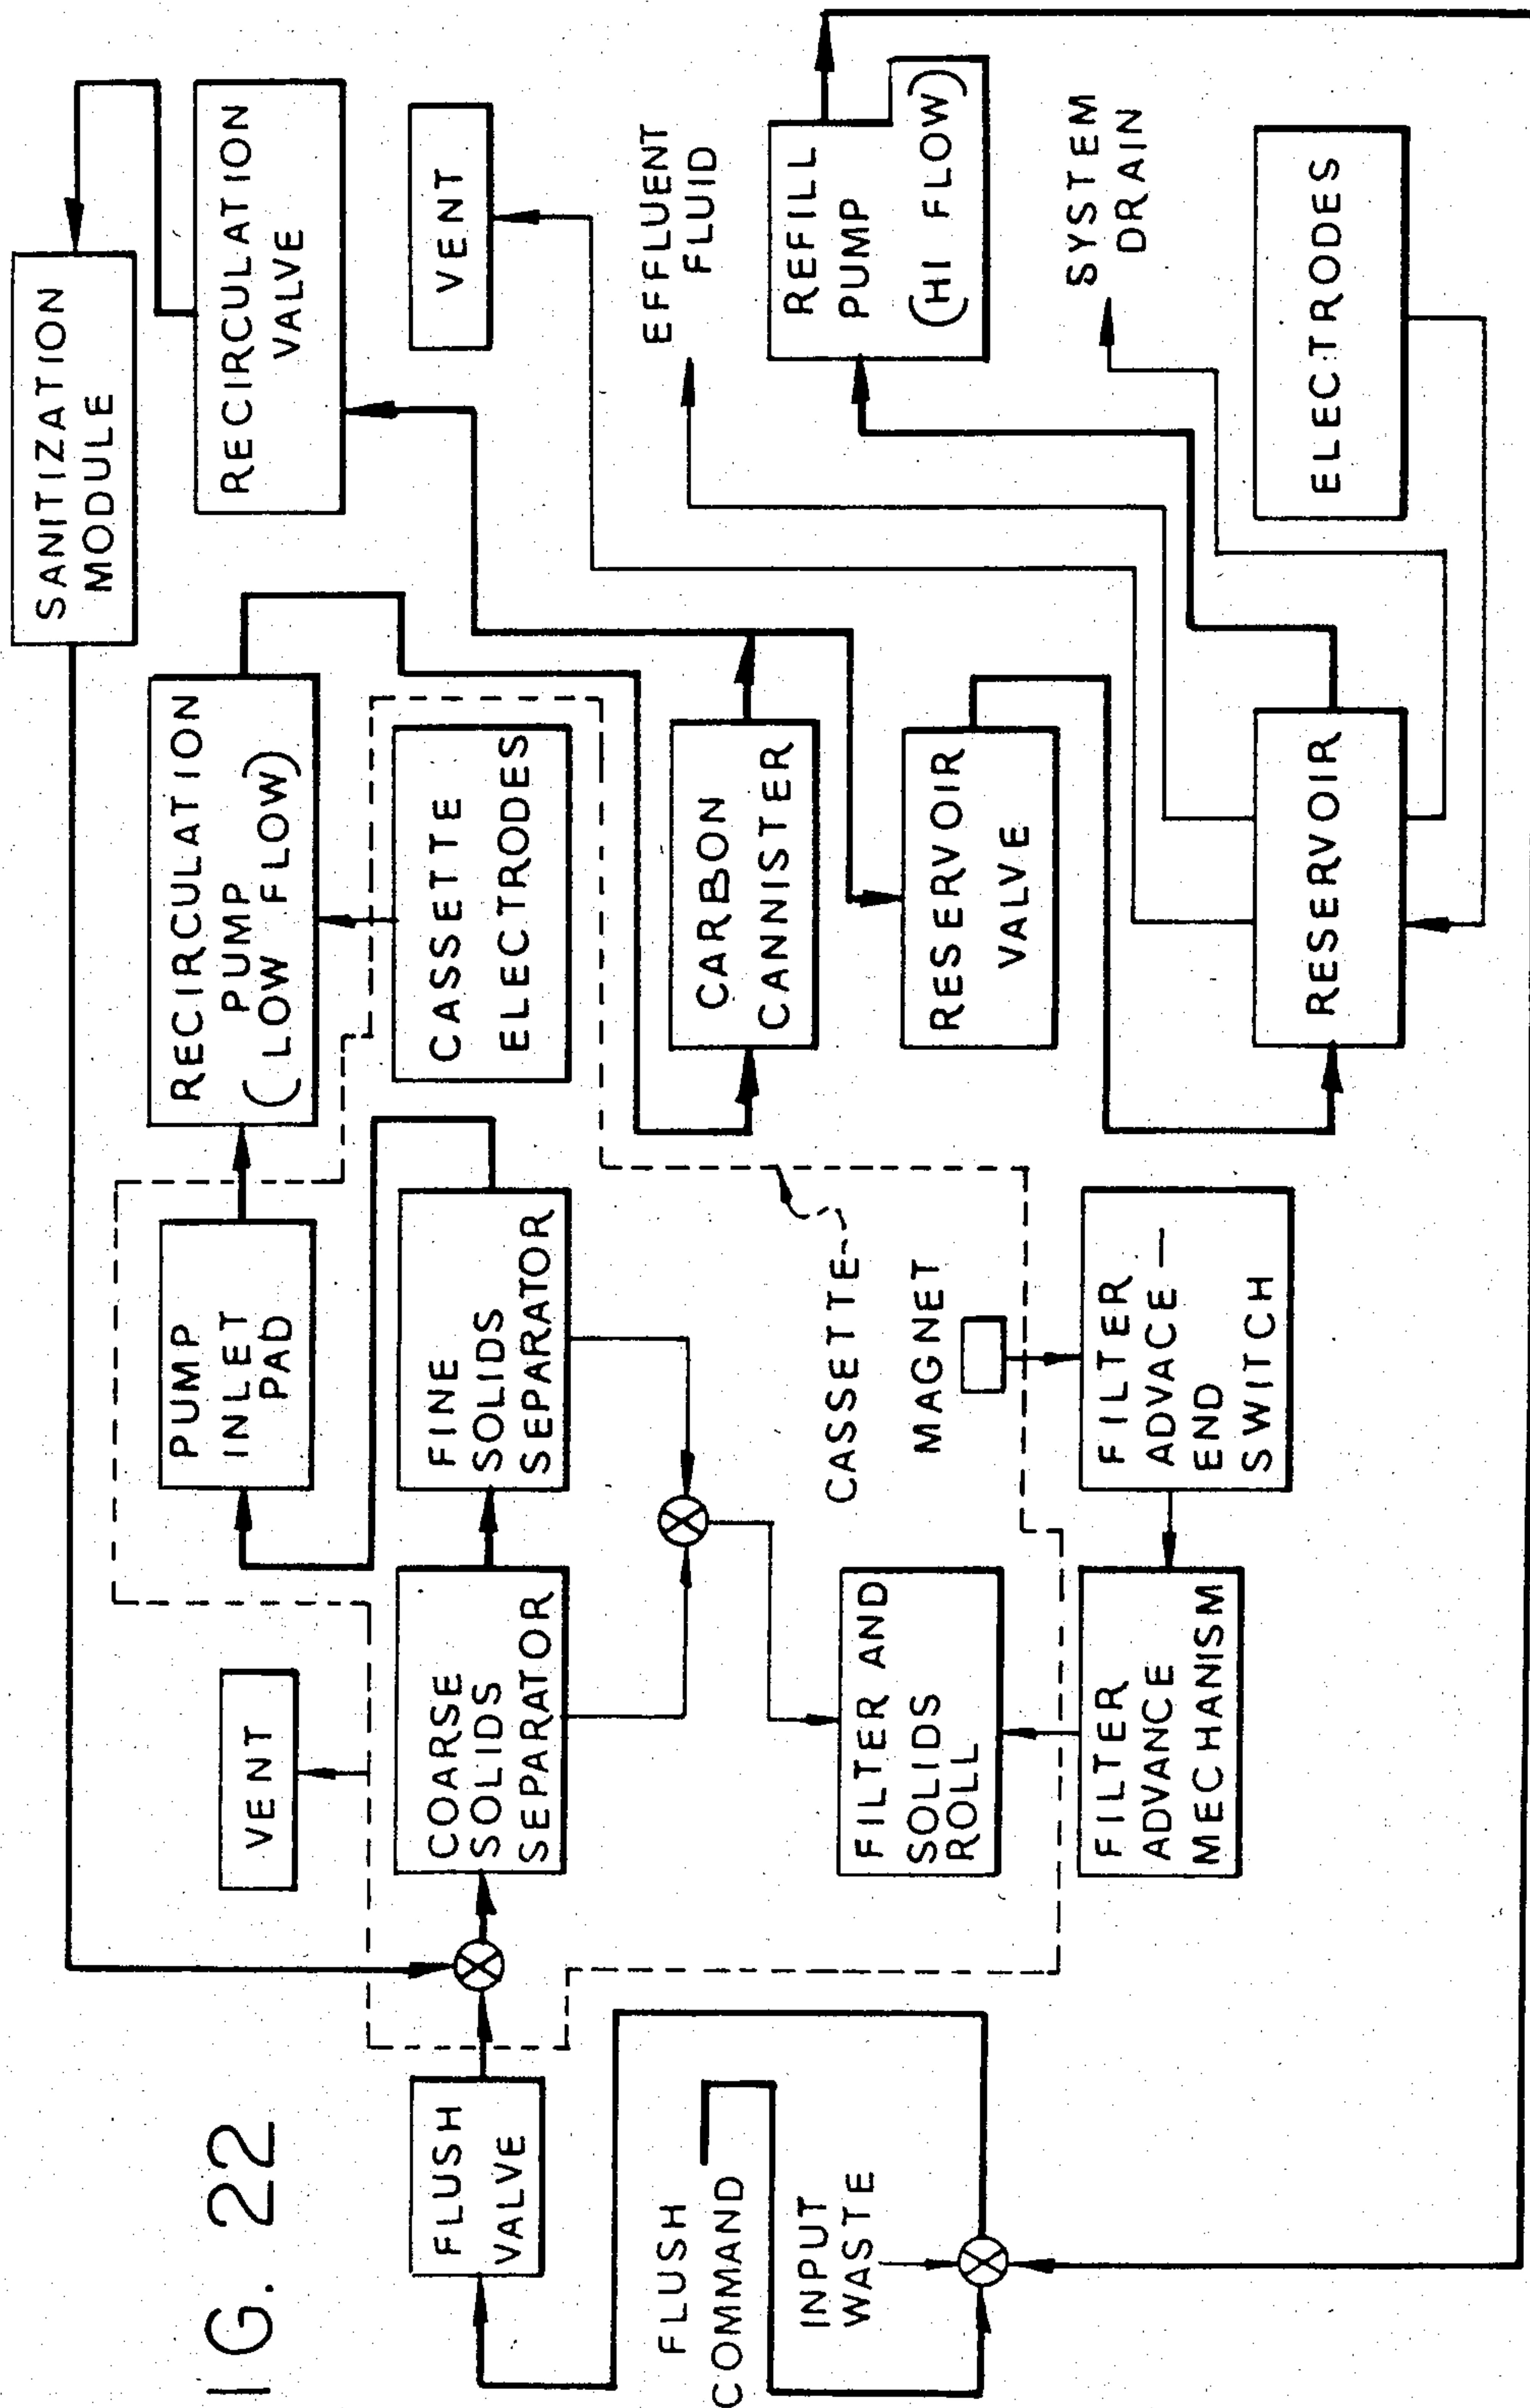 IG. 22
FLUSH
VALVE
FLUSH
COMMAND
INPUT
WASTE
VENT
COARSE
SOLIDS
SEPARATOR
FILTER AND
SOLIDS
ROLL
FILTER
ADVANCE
MECHANISM
PUMP
INLET
PAD
FINE
SOLIDS
SEPARATOR
CASSETTE
MAGNET
FILTER
ADVACE—
END
SWITCH
RECIRCULATION
PUMP
(LOW FLOW)
CASSETTE
ELECTRODES
CARBON
CANNISTER
RESERVOIR
VALVE
RESERVOIR
SANITIZATION
MODULE
RECIRCULATION
VALVE
VENT
EFFLUENT
FLUID
REFILL
PUMP
(HI FLOW)
SYSTEM
DRAIN
ELECTRODES